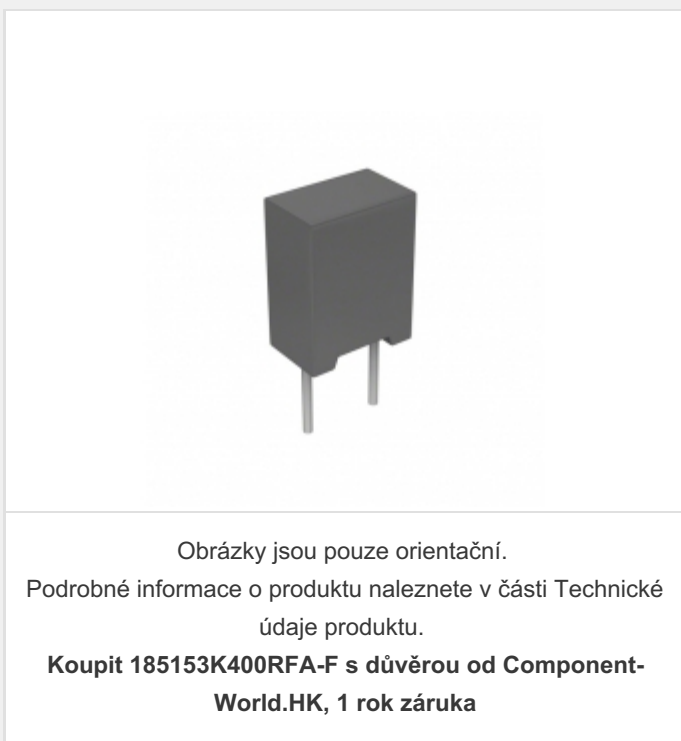 Obrázky jsou pouze orientační.
Podrobné informace o produktu naleznete v části Technické
údaje produktu.
Koupit 185153K400RFA-F s důvěrou od Component-
World.HK, 1 rok záruka